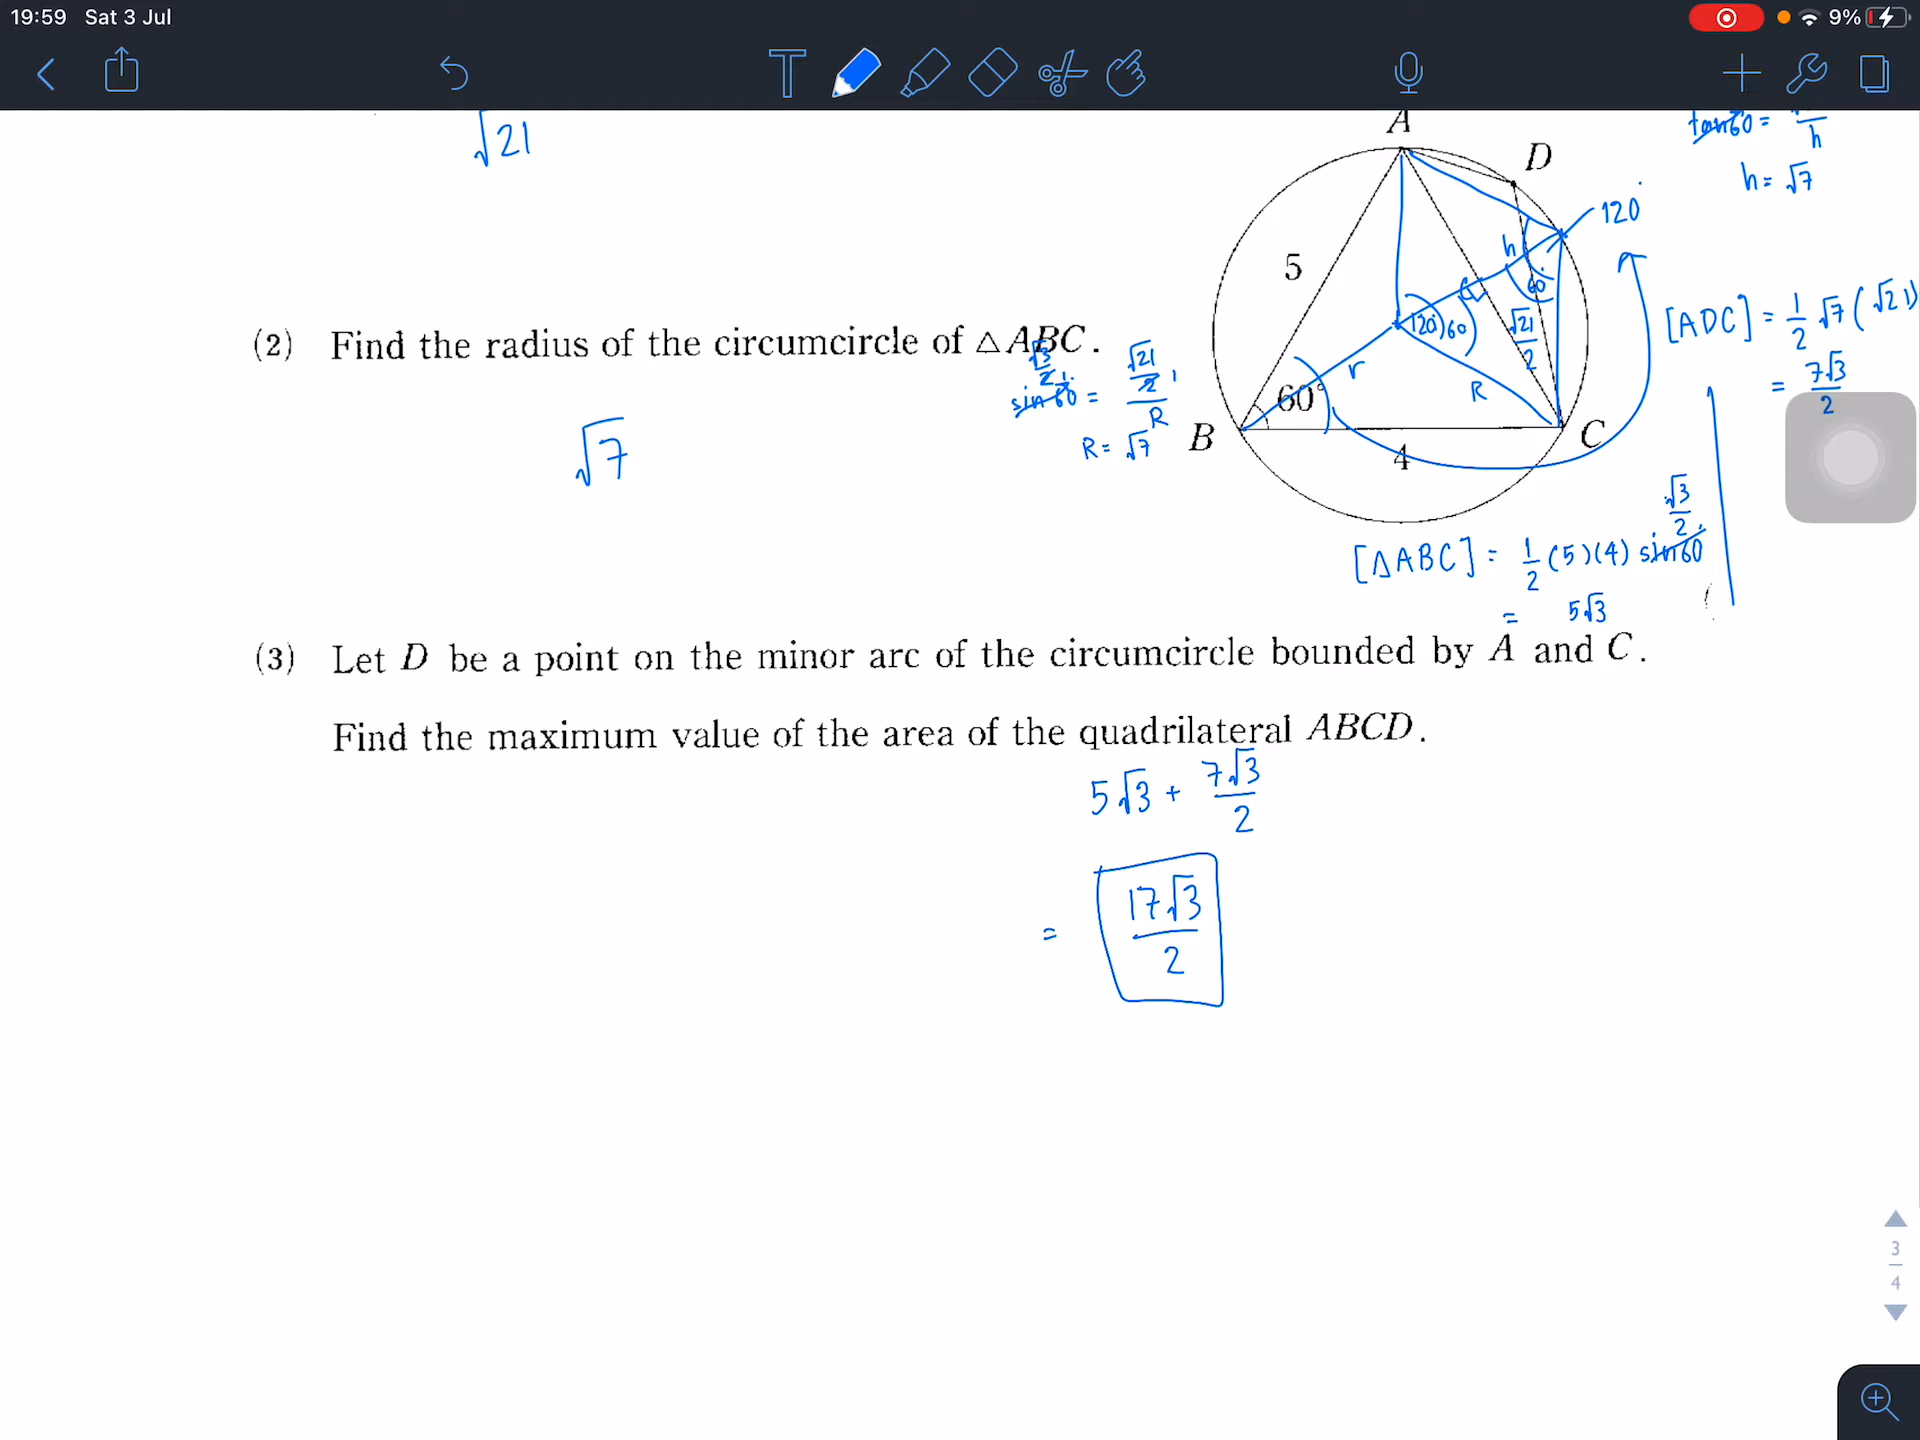 19:59 Sat 3 Jul
9%
√21
A
D
tan60 =
h
h = √7
120°
5
h
60°
[ADC] = 1/2 √7 (√21)
= 7√3/2
120° 60
√21/2
(2) Find the radius of the circumcircle of △ABC.
√3/2
sin60 = √21/2 / R
R = √7
√7
r
R
60°
B
C
4
√3/2
[△ABC] = 1/2 (5)(4) sin60
= 5√3
(3) Let D be a point on the minor arc of the circumcircle bounded by A and C.
Find the maximum value of the area of the quadrilateral ABCD.
5√3 + 7√3/2
= 17√3/2
3
4